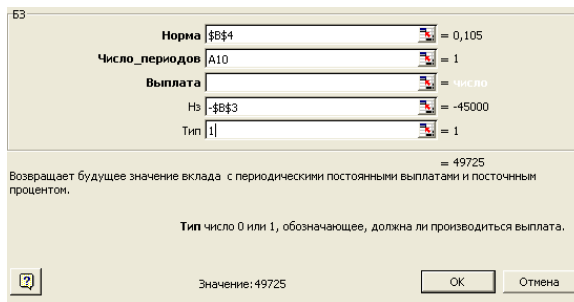 БЗ
Норма $B$4 = 0,105
Число_периодов A10 = 1
Выплата = число
Нз -$B$3 = -45000
Тип 1 = 1
= 49725
Возвращает будущее значение вклада с периодическими постоянными выплатами и посточнным
процентом.
Тип число 0 или 1, обозначающее, должна ли производиться выплата.
Значение:49725 OK Отмена